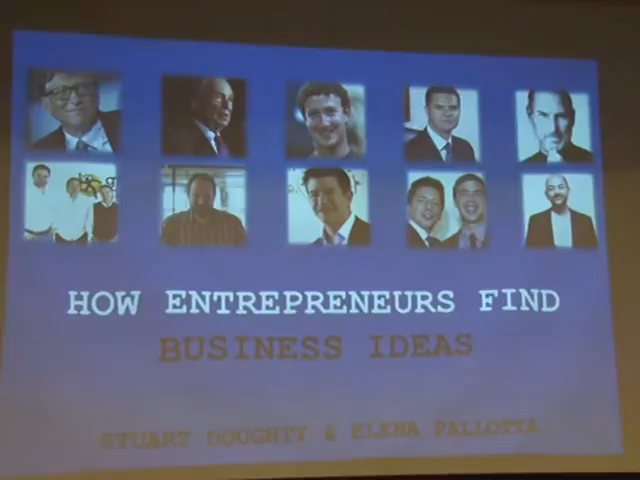 HOW ENTREPRENEURS FIND
BUSINESS IDEAS
STUART DOUGHTY & ELENA PALLOTTA